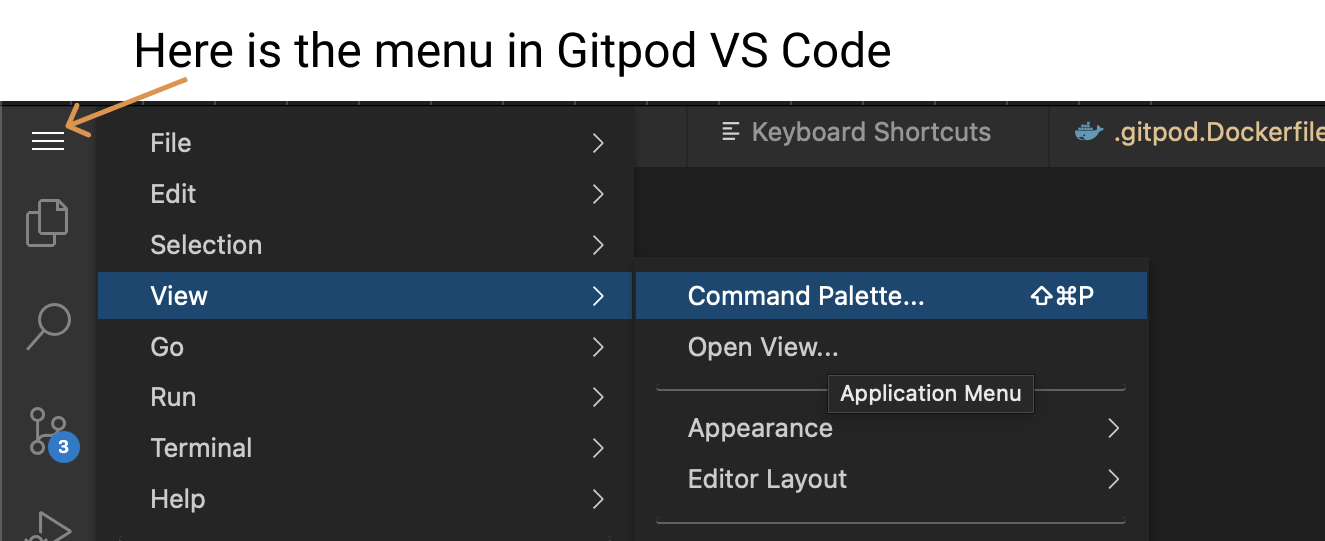 Here is the menu in Gitpod VS Code
File
Keyboard Shortcuts
.gitpod.Dockerfile
Edit
Selection
View
Command Palette... ⇧⌘P
Go
Open View...
Application Menu
Run
Appearance
Terminal
3
Editor Layout
Help